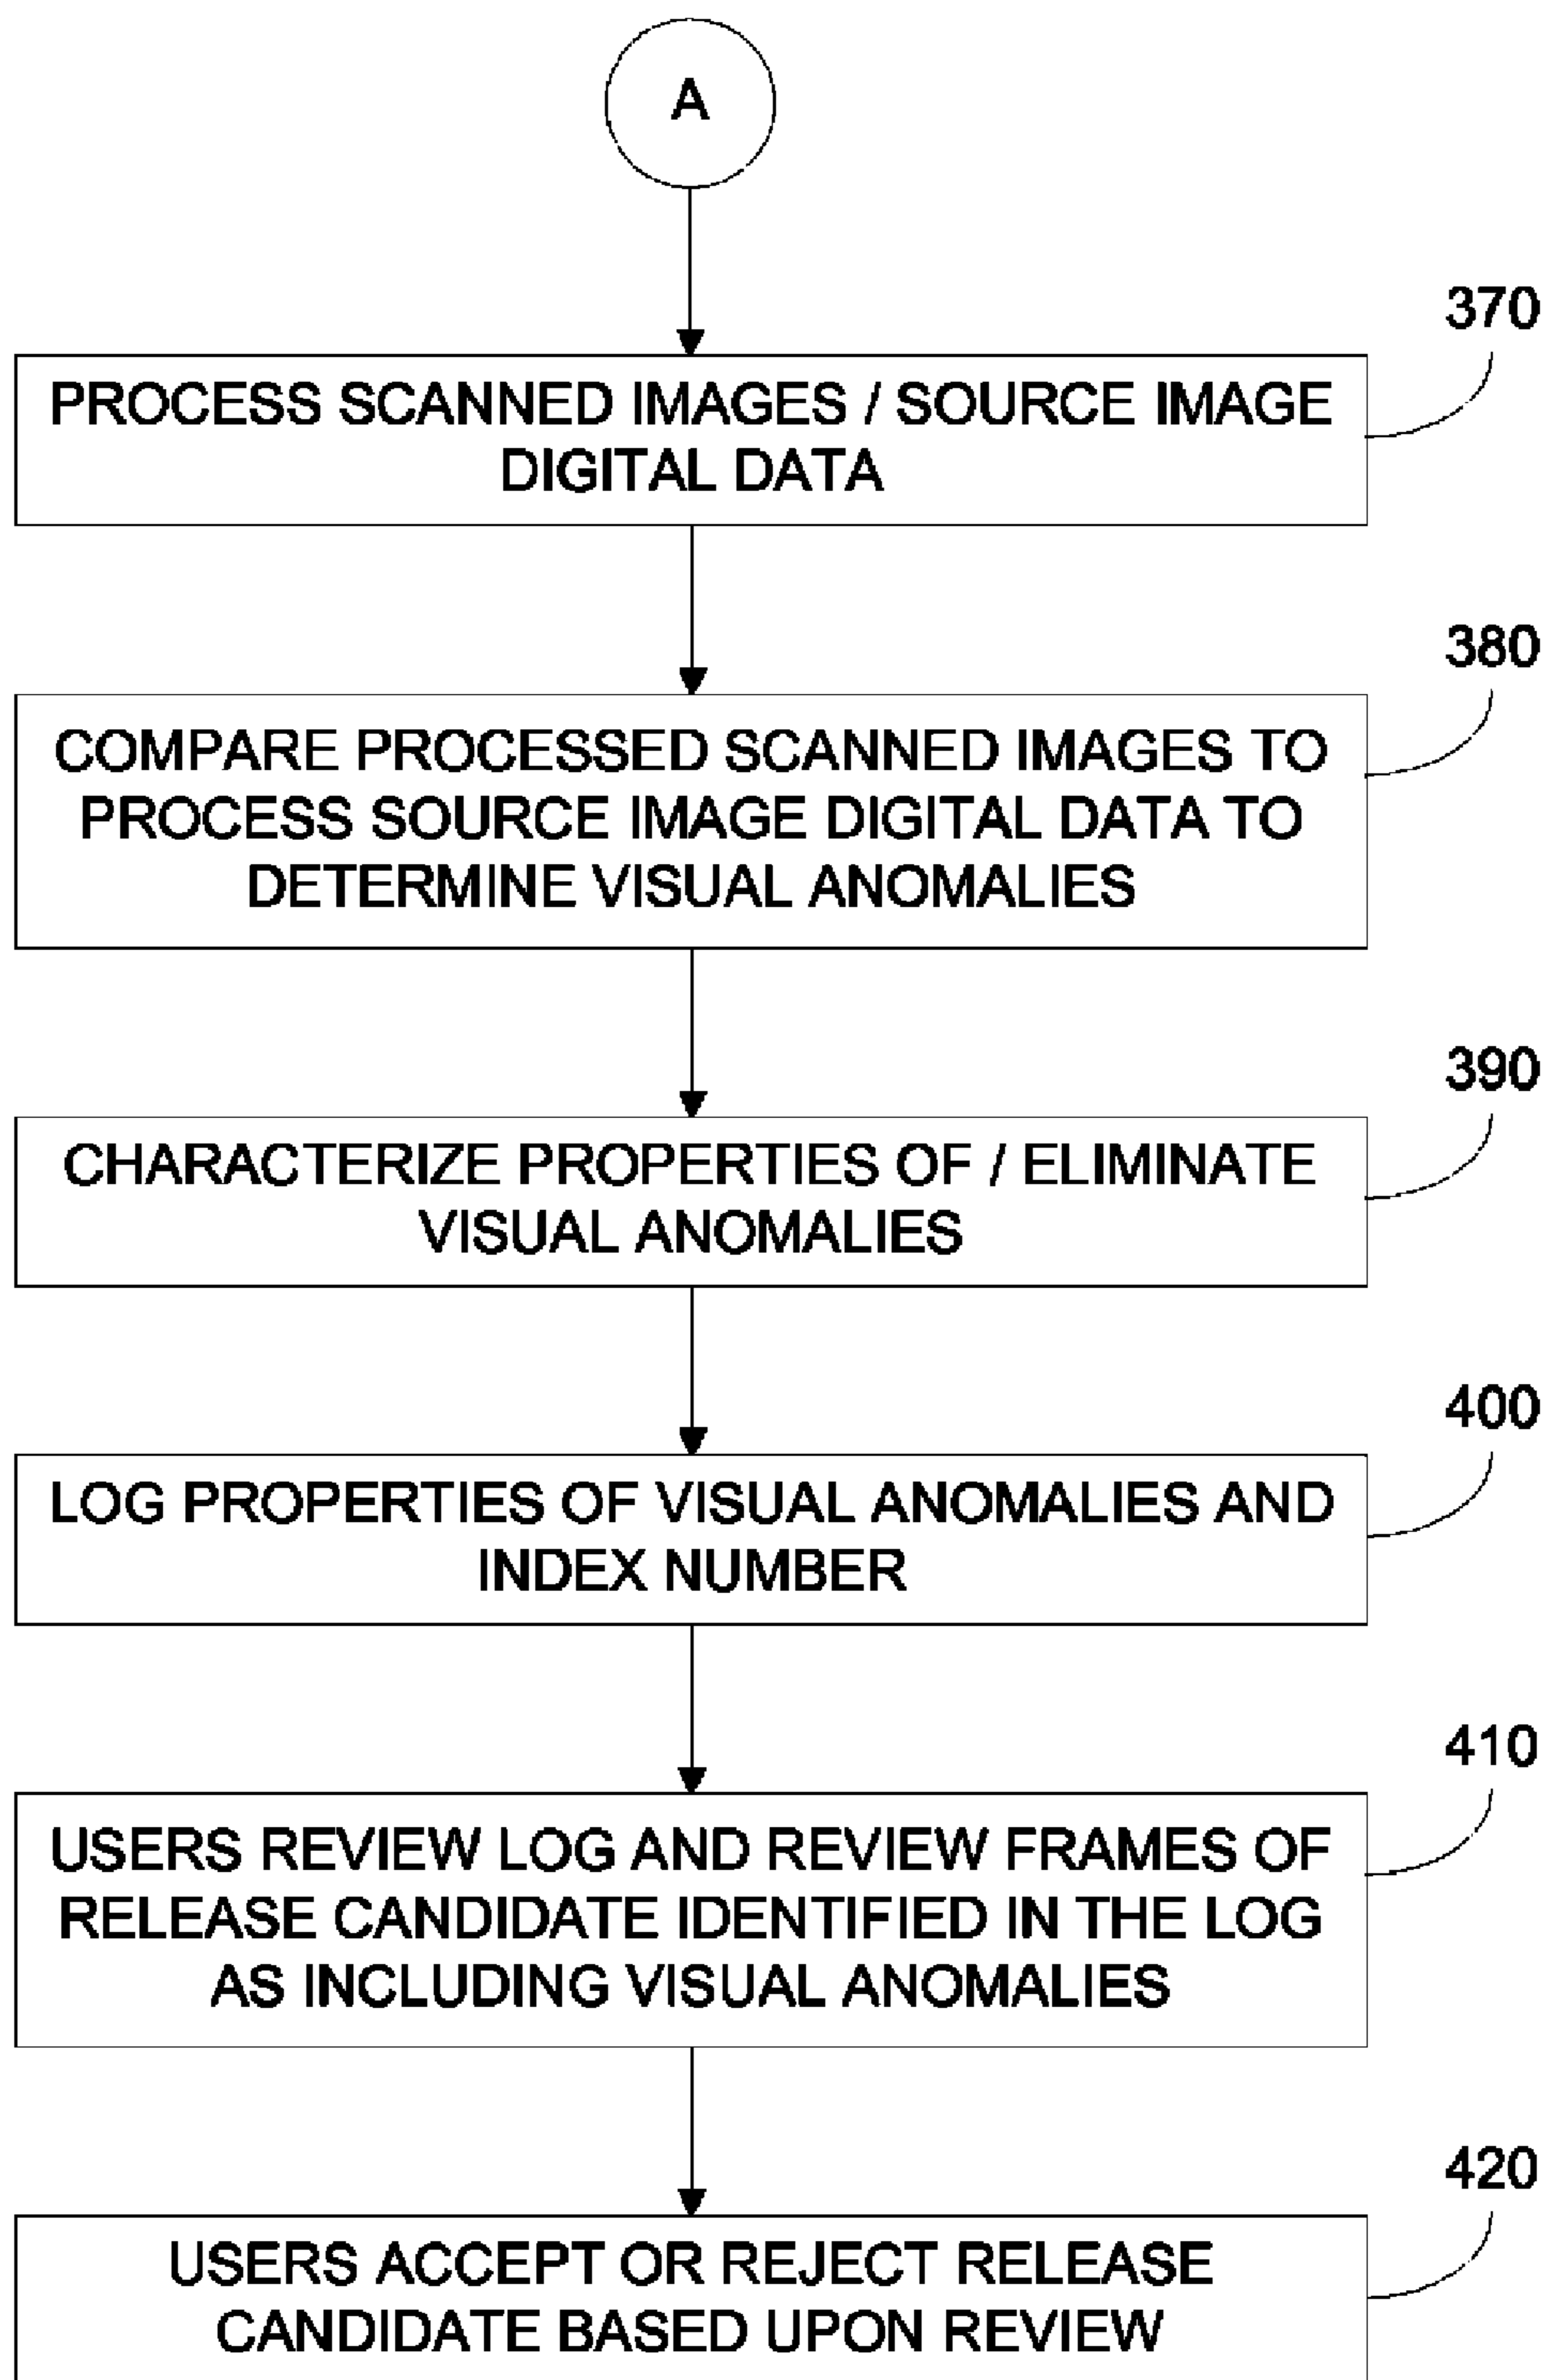 A
370
PROCESS SCANNED IMAGES / SOURCE IMAGE
DIGITAL DATA
380
COMPARE PROCESSED SCANNED IMAGES TO
PROCESS SOURCE IMAGE DIGITAL DATA TO
DETERMINE VISUAL ANOMALIES
390
CHARACTERIZE PROPERTIES OF / ELIMINATE
VISUAL ANOMALIES
400
LOG PROPERTIES OF VISUAL ANOMALIES AND
INDEX NUMBER
410
USERS REVIEW LOG AND REVIEW FRAMES OF
RELEASE CANDIDATE IDENTIFIED IN THE LOG
AS INCLUDING VISUAL ANOMALIES
420
USERS ACCEPT OR REJECT RELEASE
CANDIDATE BASED UPON REVIEW